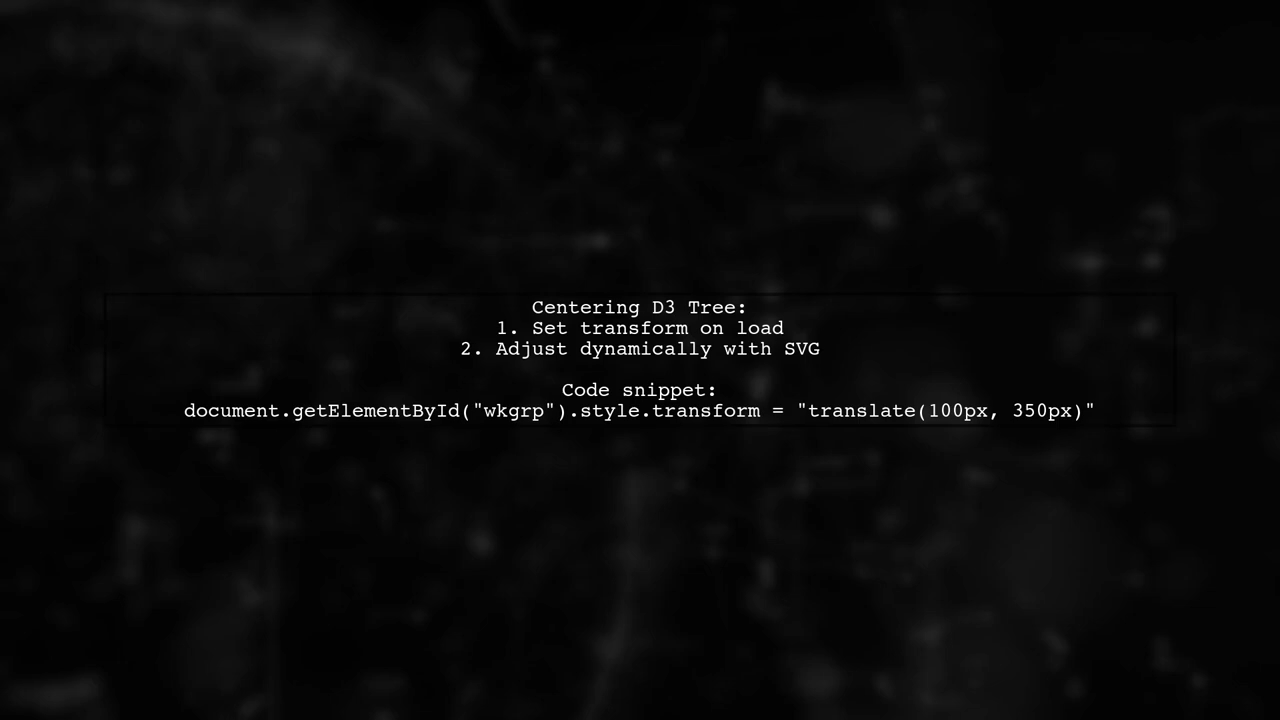 Centering D3 Tree:
1. Set transform on load
2. Adjust dynamically with SVG
Code snippet:
document.getElementById("wkgrp").style.transform = "translate(100px, 350px)"